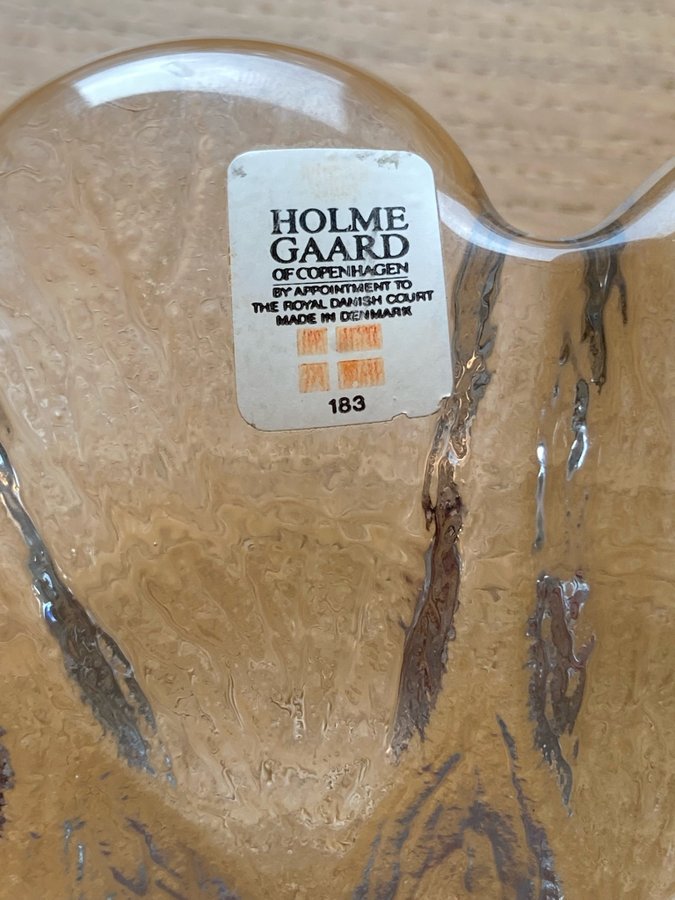 HOLME
GAARD
OF COPENHAGEN
BY APPOINTMENT TO
THE ROYAL DANISH COURT
MADE IN DENMARK
183